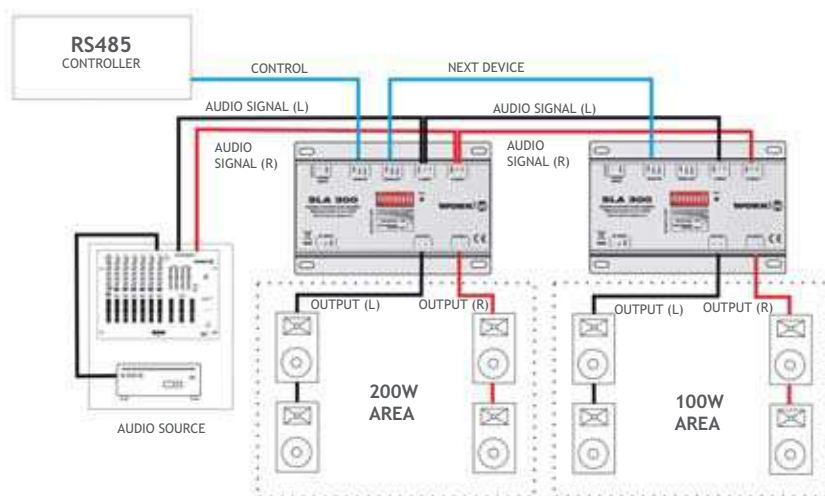 RS485
CONTROLLER
CONTROL
NEXT DEVICE
AUDIO SIGNAL (L)
AUDIO SIGNAL (L)
AUDIO
SIGNAL (R)
AUDIO
SIGNAL (R)
SLA 300
WORK
SLA 300
WORK
OUTPUT (L)
OUTPUT (R)
OUTPUT (L)
OUTPUT (R)
200W
AREA
100W
AREA
AUDIO SOURCE